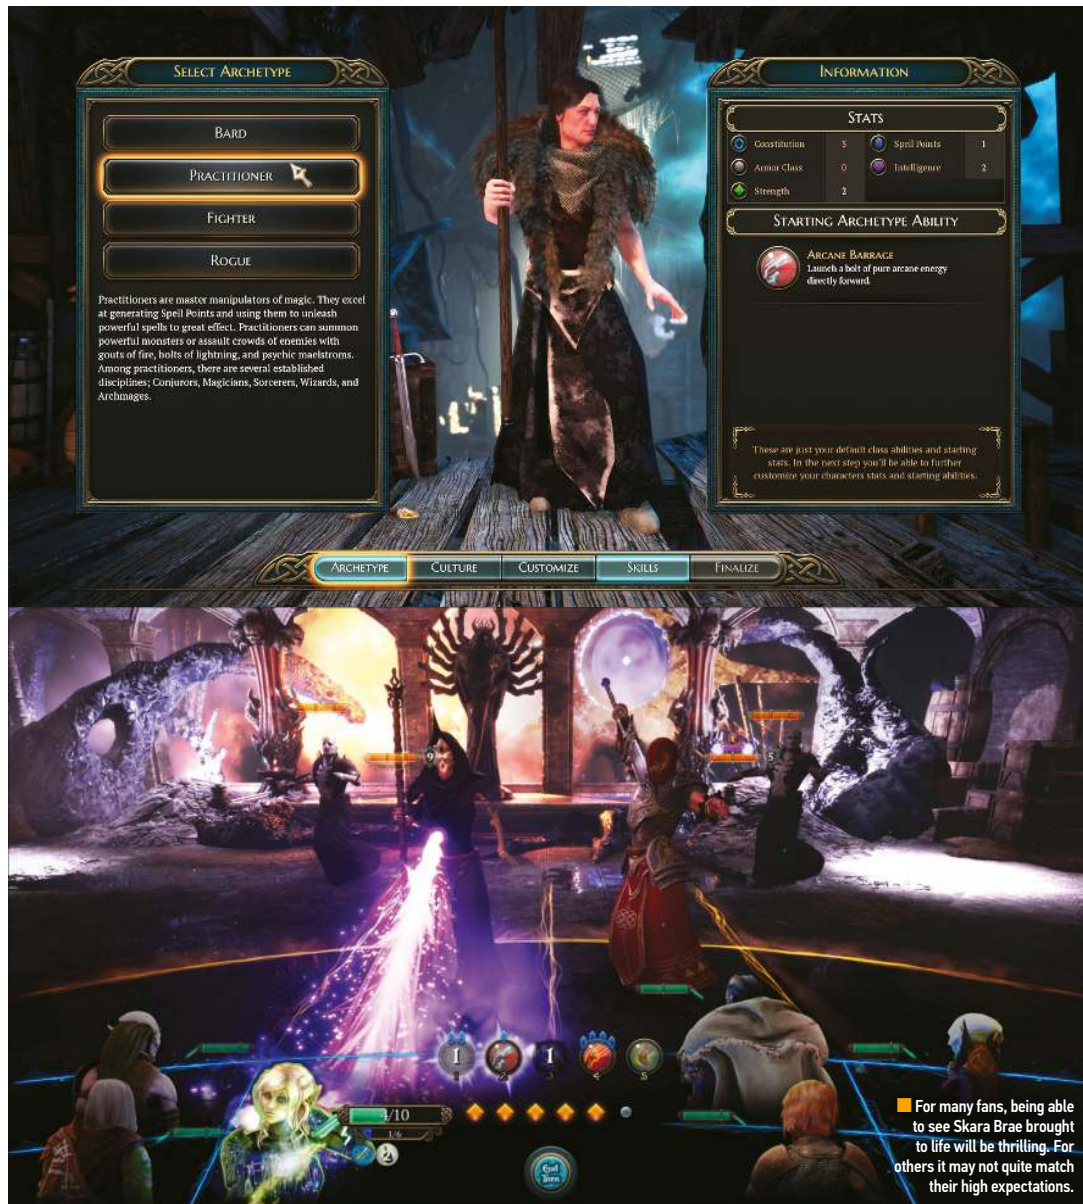 SELECT ARCHETYPE
BARD
PRACTITIONER
FIGHTER
ROGUE
Practitioners are master manipulators of magic. They excel
at generating Spell Points and using them to unleash
powerful spells to great effect. Practitioners can summon
powerful monsters or assault crowds of enemies with
gouts of fire, bolts of lightning, and psychic maelstroms.
Among practitioners, there are several established
disciplines; Conjurors, Magicians, Sorcerers, Wizards, and
Archmages.
INFORMATION
STATS
Constitution 5 Spell Points 1
Armor Class 0 Intelligence 2
Strength 2
STARTING ARCHETYPE ABILITY
ARCANE BARRAGE
Launch a bolt of pure arcane energy
directly forward.
These are just your default class abilities and starting
stats. In the next step you'll be able to further
customize your characters stats and starting abilities.
ARCHETYPE CULTURE CUSTOMIZE SKILLS FINALIZE
9
5
1 1
1 2 3 4 5
4/10
1/6
2
End
Turn
For many fans, being able
to see Skara Brae brought
to life will be thrilling. For
others it may not quite match
their high expectations.